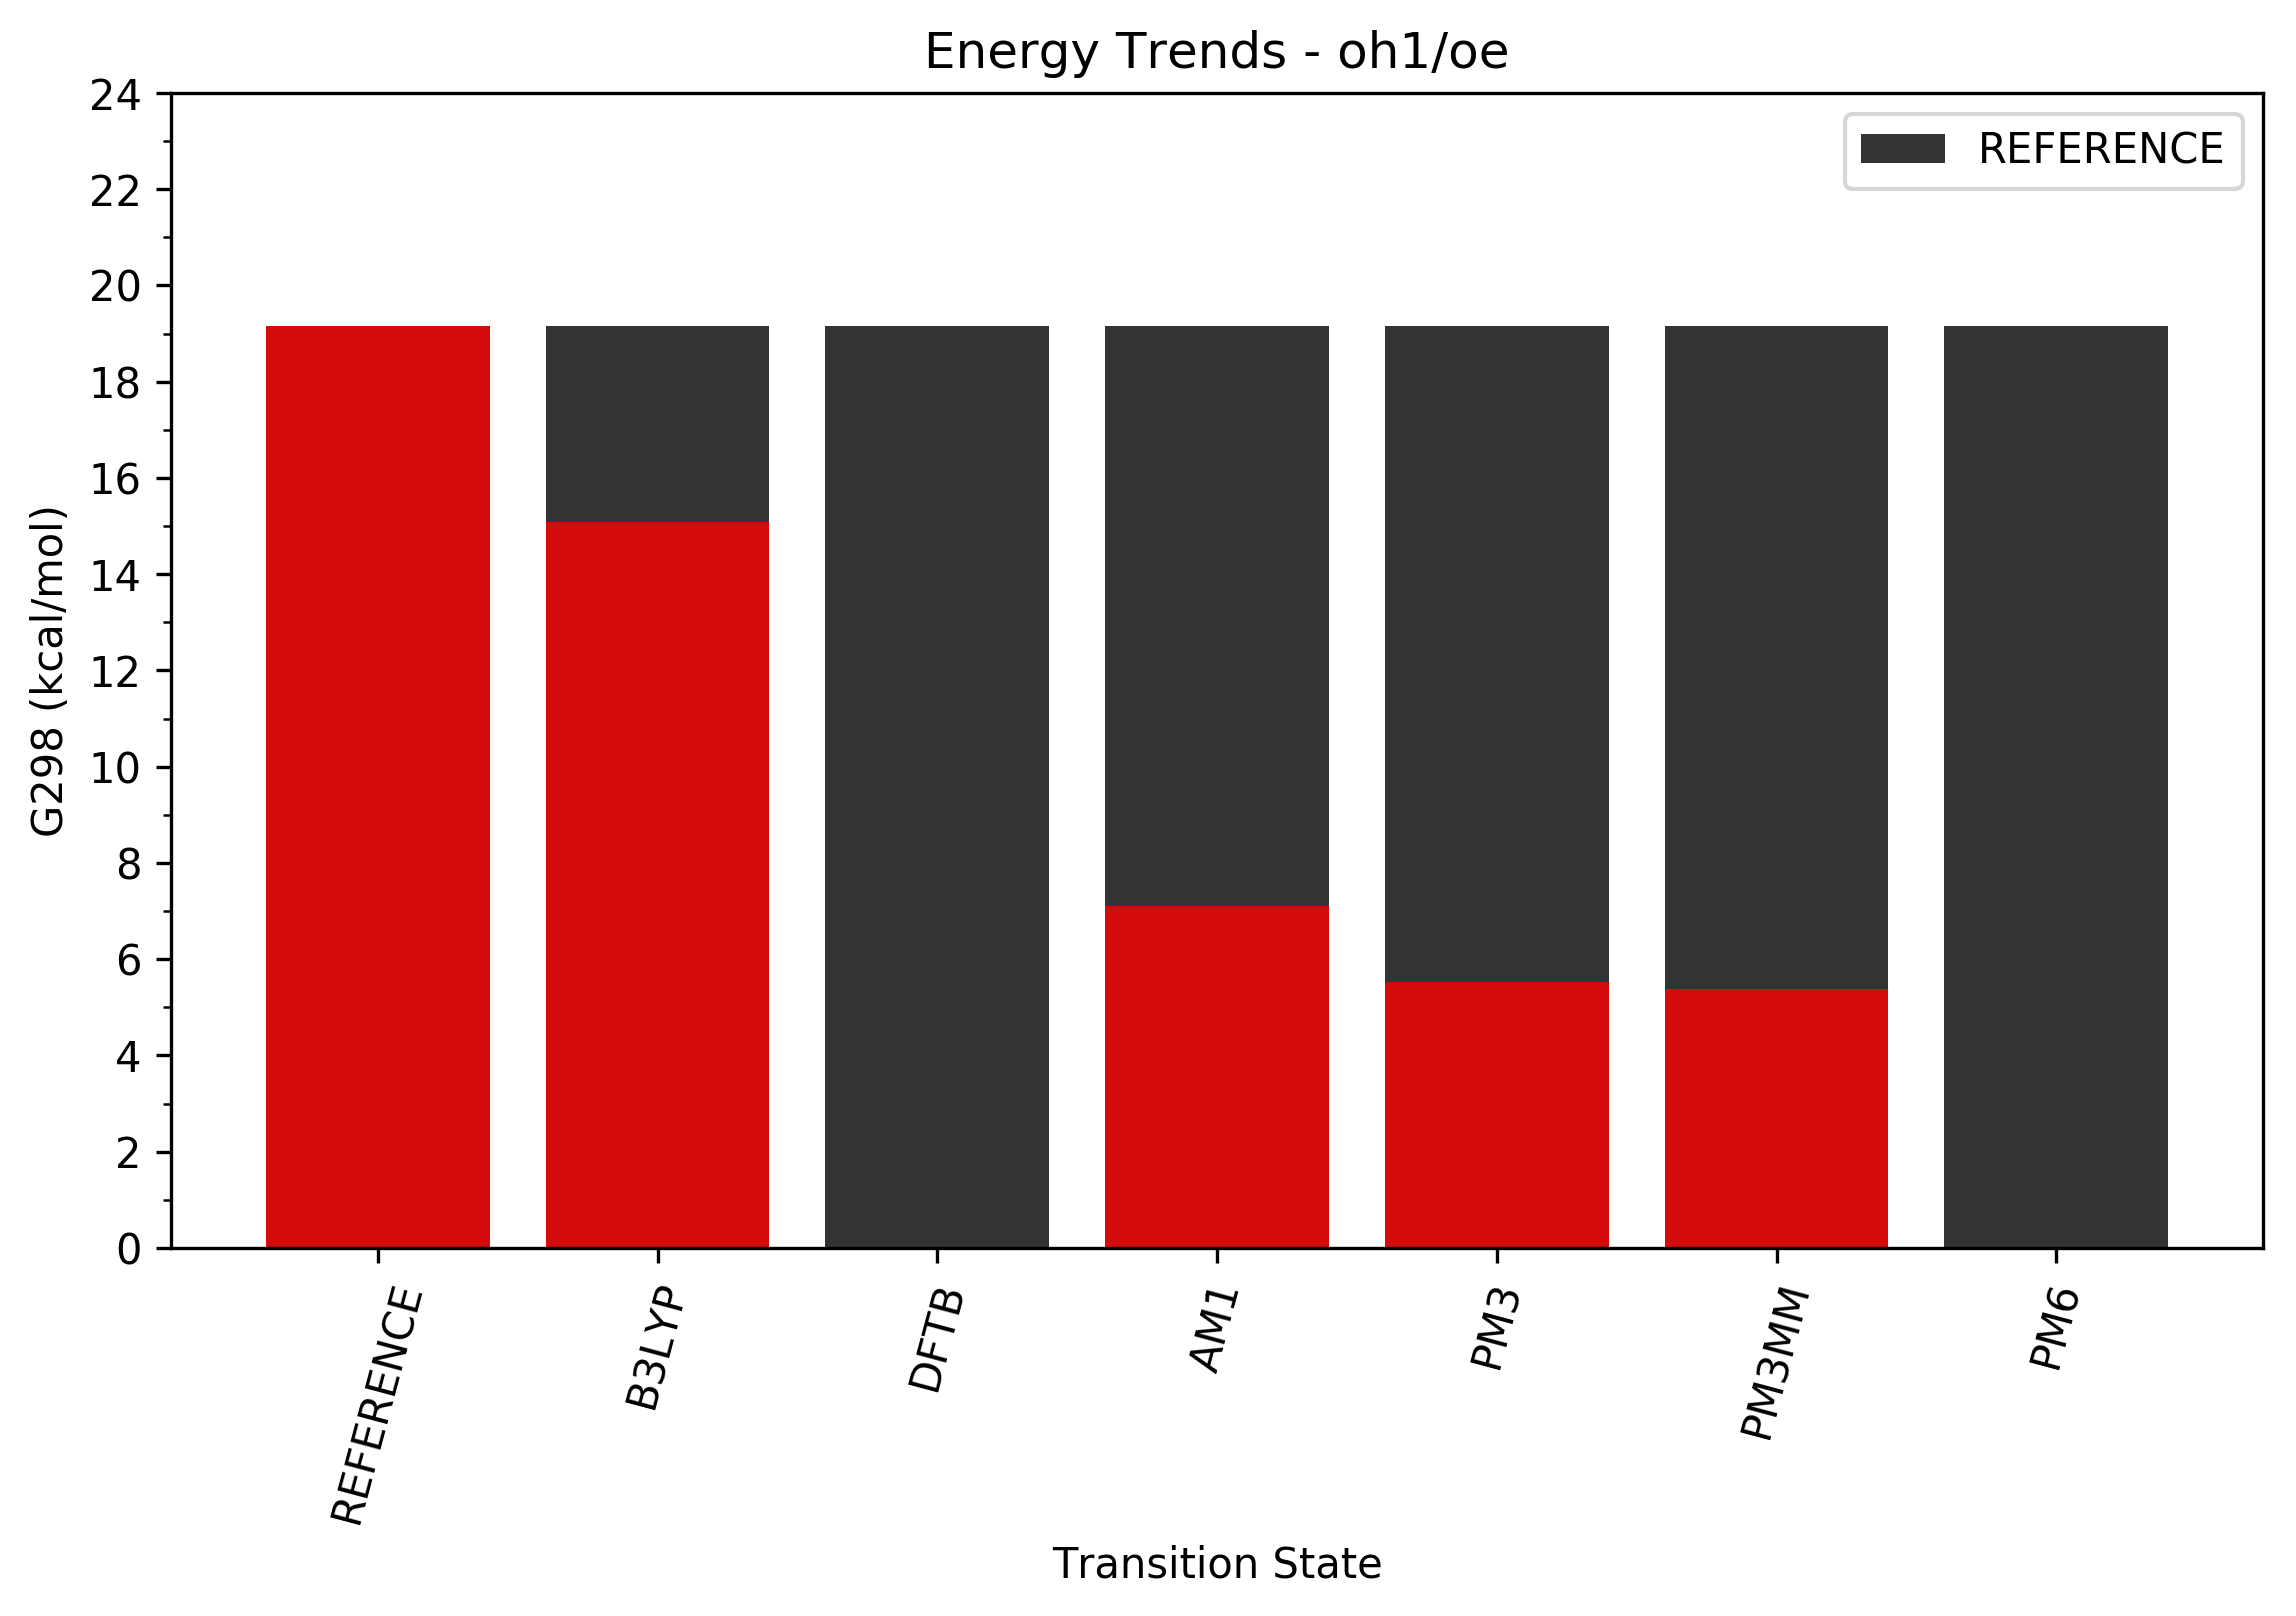 Energy Trends - oh1/oe
REFERENCE
24
22
20
18
16
14
12
10
8
6
4
2
0
G298 (kcal/mol)
REFERENCE
B3LYP
DFTB
AM1
PM3
PM3MM
PM6
Transition State